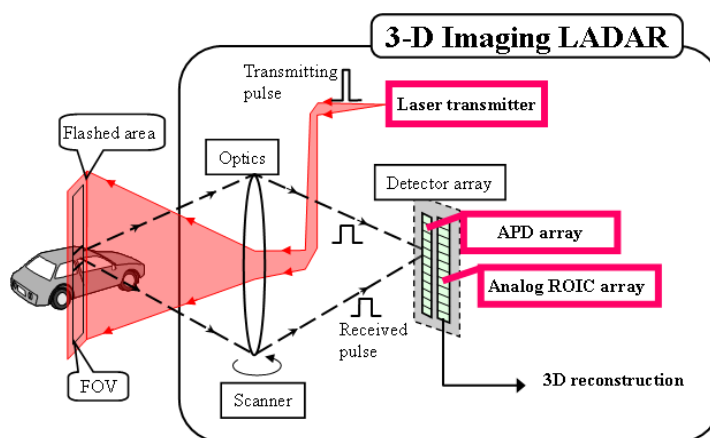 3-D Imaging LADAR
Transmitting
pulse
Laser transmitter
Flashed area
Optics
Detector array
APD array
Analog ROIC array
Received
pulse
FOV
Scanner
3D reconstruction